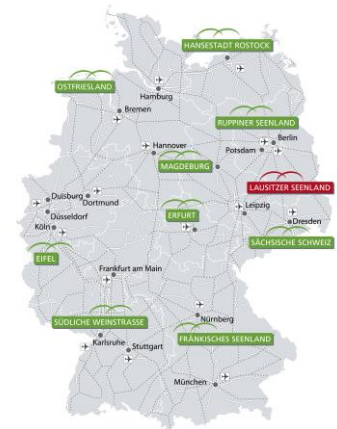 HANSESTADT ROSTOCK
OSTFRIESLAND
Hamburg
Bremen
RUPPINER SEENLAND
Berlin
Hannover
Potsdam
MAGDEBURG
LAUSITZER SEENLAND
Duisburg
Dortmund
Leipzig
Düsseldorf
ERFURT
Dresden
Köln
SÄCHSISCHE SCHWEIZ
EIFEL
Frankfurt am Main
SÜDLICHE WEINSTRASSE
Nürnberg
Karlsruhe
Stuttgart
FRÄNKISCHES SEENLAND
München